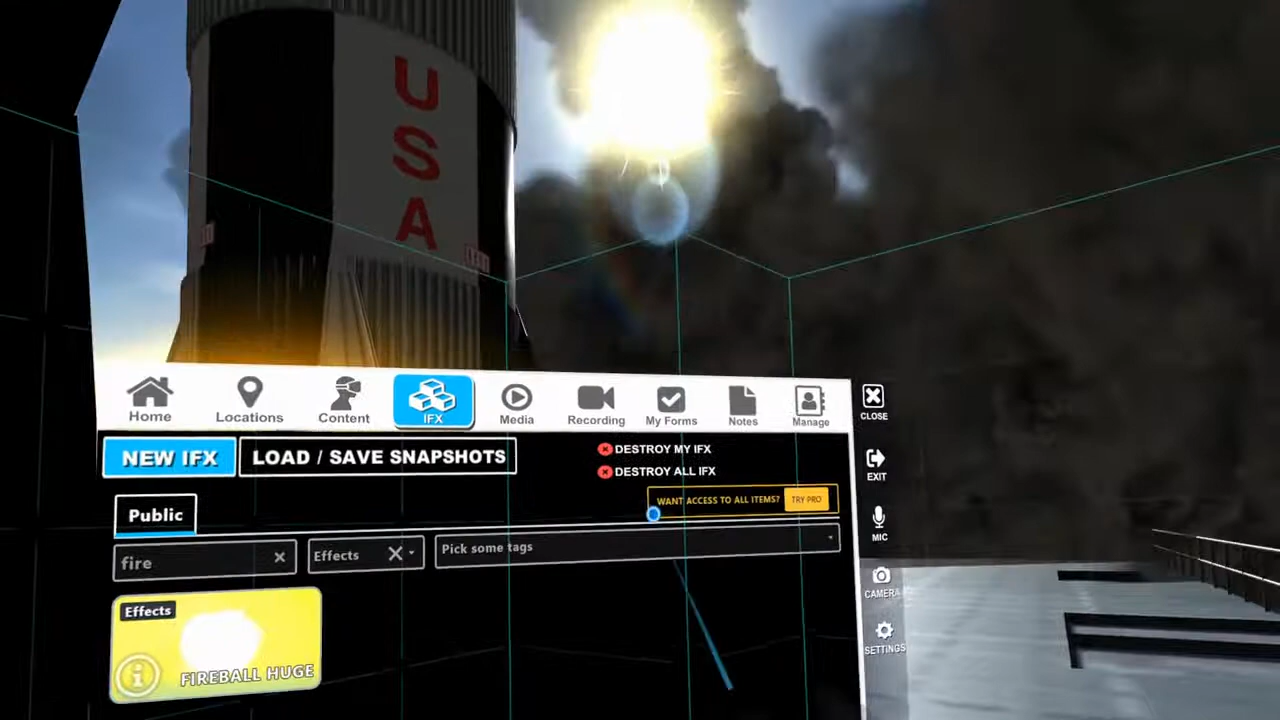 USA
Home
Locations
Content
IFX
Media
Recording
My Forms
Notes
Manage
CLOSE
NEW IFX
LOAD / SAVE SNAPSHOTS
DESTROY MY IFX
DESTROY ALL IFX
EXIT
WANT ACCESS TO ALL ITEMS? TRY PRO
Public
MIC
fire
Effects
Pick some tags
CAMERA
Effects
SETTINGS
FIREBALL HUGE